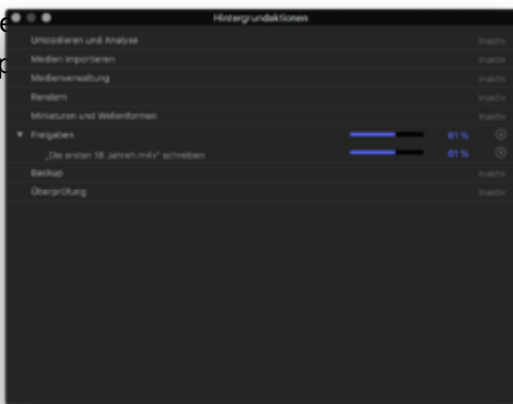 Hintergrundaktionen
Umcodieren und Analyse Inaktiv
Medien importieren Inaktiv
Medienverwaltung Inaktiv
Rendern Inaktiv
Miniaturen und Wellenformen Inaktiv
Freigaben 61 %
„Die ersten 18 Jahreh.m4v“ schreiben 61 %
Backup Inaktiv
Überprüfung Inaktiv